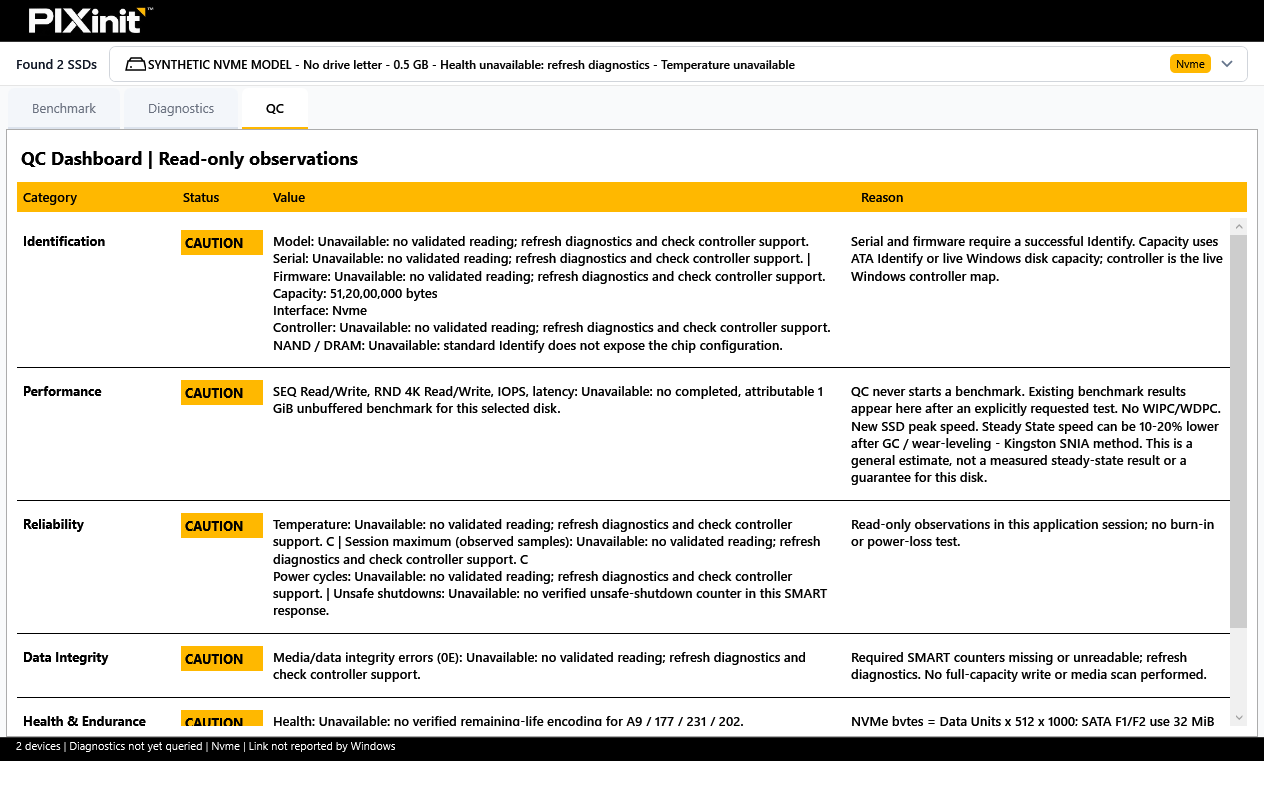 PIXinit™
Found 2 SSDs
SYNTHETIC NVME MODEL - No drive letter - 0.5 GB - Health unavailable: refresh diagnostics - Temperature unavailable
Nvme
Benchmark
Diagnostics
QC
QC Dashboard | Read-only observations
Category
Status
Value
Reason
Identification
CAUTION
Model: Unavailable: no validated reading; refresh diagnostics and check controller support.
Serial: Unavailable: no validated reading; refresh diagnostics and check controller support. |
Firmware: Unavailable: no validated reading; refresh diagnostics and check controller support.
Capacity: 51,20,00,000 bytes
Interface: Nvme
Controller: Unavailable: no validated reading; refresh diagnostics and check controller support.
NAND / DRAM: Unavailable: standard Identify does not expose the chip configuration.
Serial and firmware require a successful Identify. Capacity uses
ATA Identify or live Windows disk capacity; controller is the live
Windows controller map.
Performance
CAUTION
SEQ Read/Write, RND 4K Read/Write, IOPS, latency: Unavailable: no completed, attributable 1
GiB unbuffered benchmark for this selected disk.
QC never starts a benchmark. Existing benchmark results
appear here after an explicitly requested test. No WIPC/WDPC.
New SSD peak speed. Steady State speed can be 10-20% lower
after GC / wear-leveling - Kingston SNIA method. This is a
general estimate, not a measured steady-state result or a
guarantee for this disk.
Reliability
CAUTION
Temperature: Unavailable: no validated reading; refresh diagnostics and check controller
support. C | Session maximum (observed samples): Unavailable: no validated reading; refresh
diagnostics and check controller support. C
Power cycles: Unavailable: no validated reading; refresh diagnostics and check controller
support. | Unsafe shutdowns: Unavailable: no verified unsafe-shutdown counter in this SMART
response.
Read-only observations in this application session; no burn-in
or power-loss test.
Data Integrity
CAUTION
Media/data integrity errors (0E): Unavailable: no validated reading; refresh diagnostics and
check controller support.
Required SMART counters missing or unreadable; refresh
diagnostics. No full-capacity write or media scan performed.
Health & Endurance
CAUTION
Health: Unavailable: no verified remaining-life encoding for A9 / 177 / 231 / 202.
NVMe bytes = Data Units x 512 x 1000; SATA F1/F2 use 32 MiB
2 devices | Diagnostics not yet queried | Nvme | Link not reported by Windows